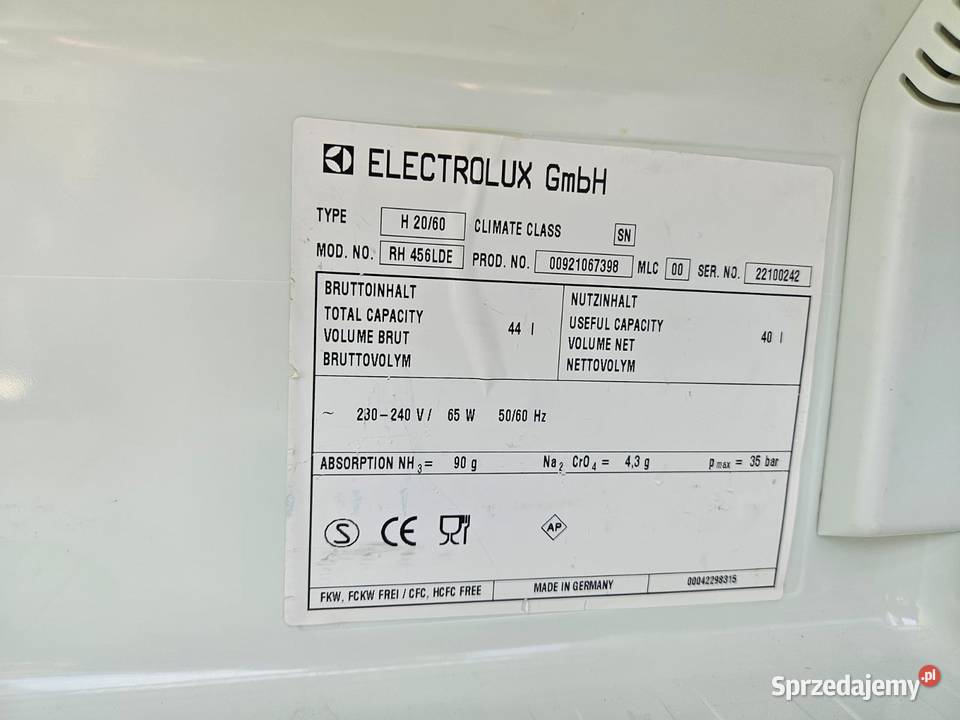 ELECTROLUX GmbH
TYPE H 20/60 CLIMATE CLASS SN
MOD. NO. RH 456LDE PROD. NO. 00921067398 MLC 00 SER. NO. 22100242
BRUTTOINHALT
TOTAL CAPACITY
VOLUME BRUT
BRUTTOVOLYM
44 l
NUTZINHALT
USEFUL CAPACITY
VOLUME NET
NETTOVOLYM
40 l
~ 230-240 V/ 65 W 50/60 Hz
ABSORPTION NH₃= 90 g Na₂ CrO₄ = 4,3 g pmax = 35 bar
S CE AP
FKW, FCKW FREI / CFC, HCFC FREE MADE IN GERMANY 00042298315
Sprzedajemy.pl